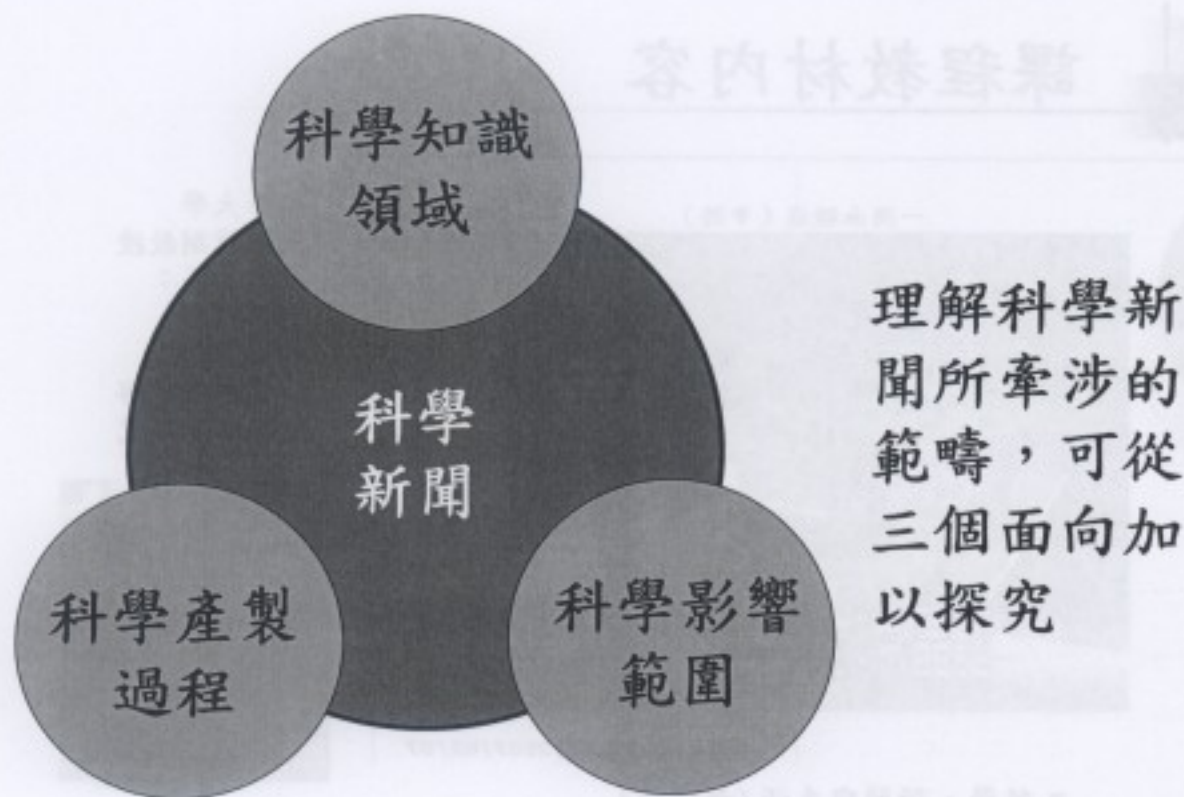 科學知識
領域
科學
新聞
科學產製
過程
科學影響
範圍
理解科學新
聞所牽涉的
範疇，可從
三個面向加
以探究